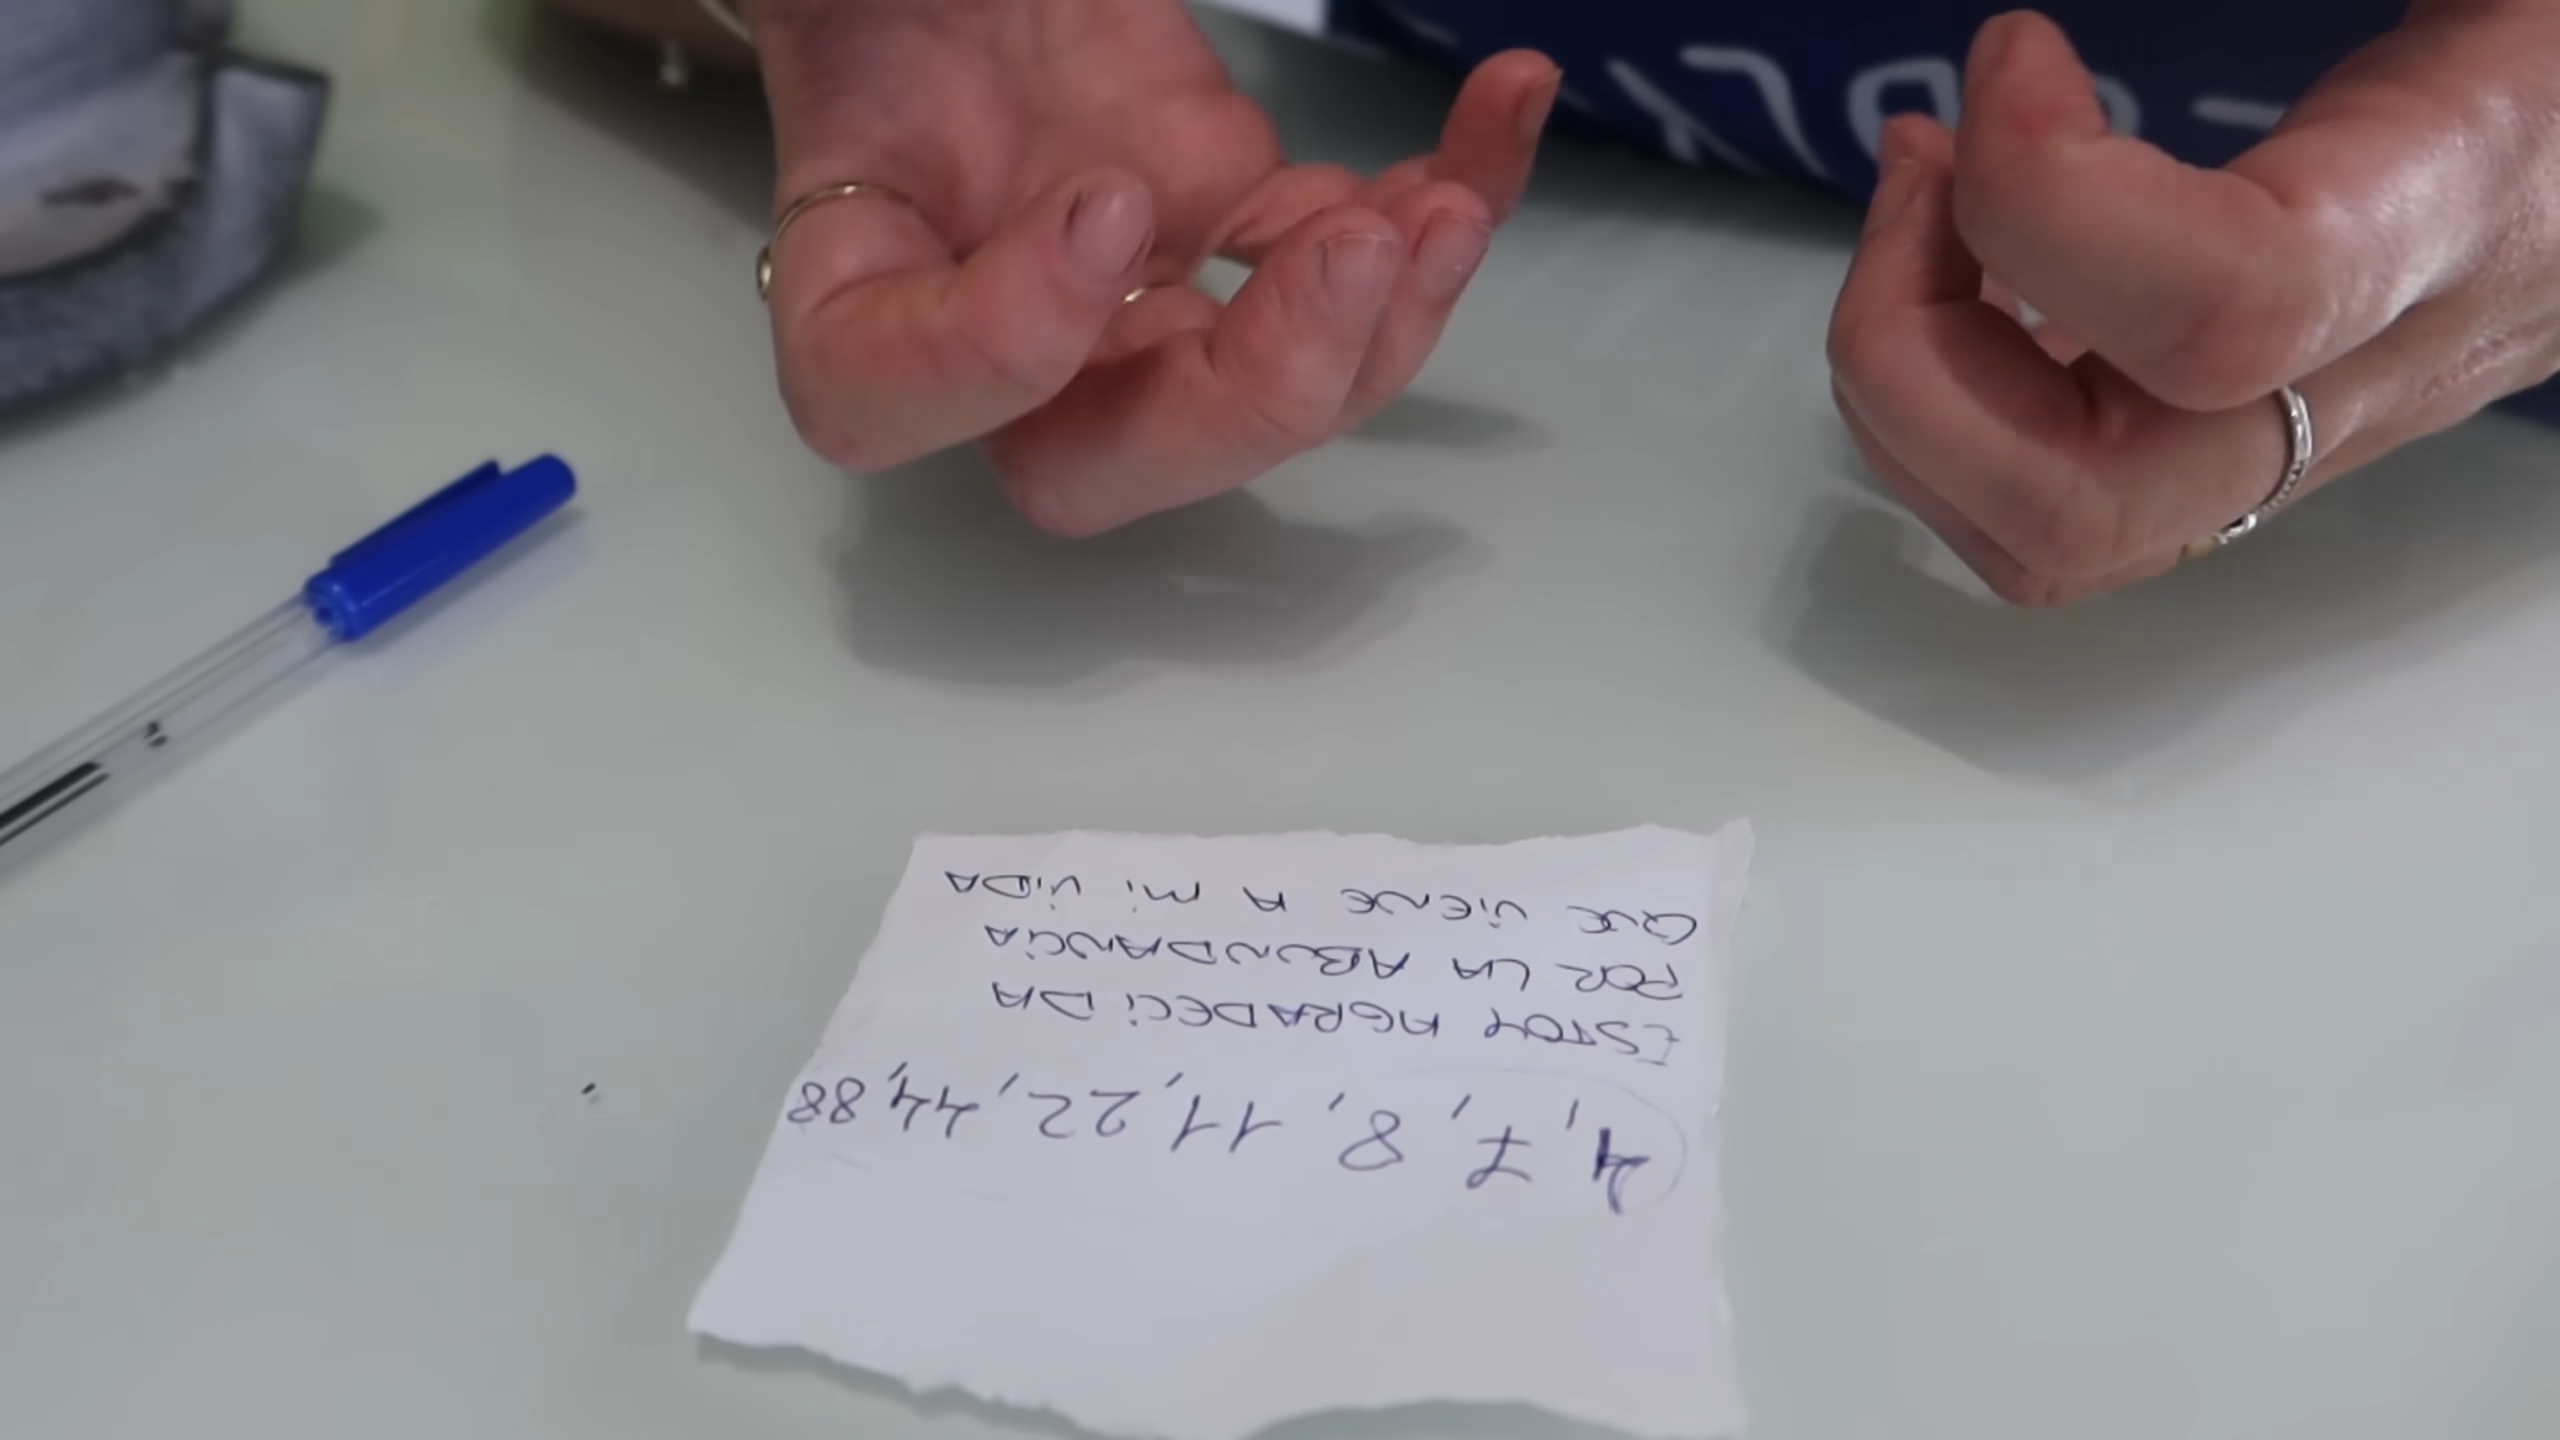 4, 7, 8, 11, 22, 44, 88
ESTOY AGRADECIDA
POR LA ABUNDANCIA
QUE VIENE A MI VIDA